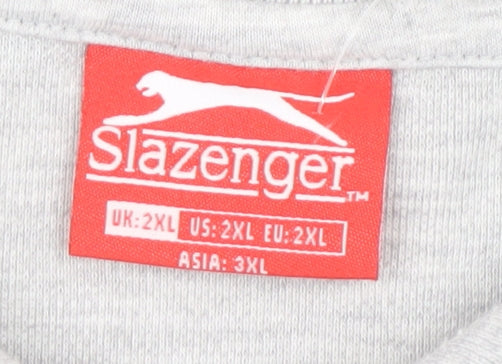 Slazenger™
UK: 2XL US: 2XL EU: 2XL
ASIA: 3XL